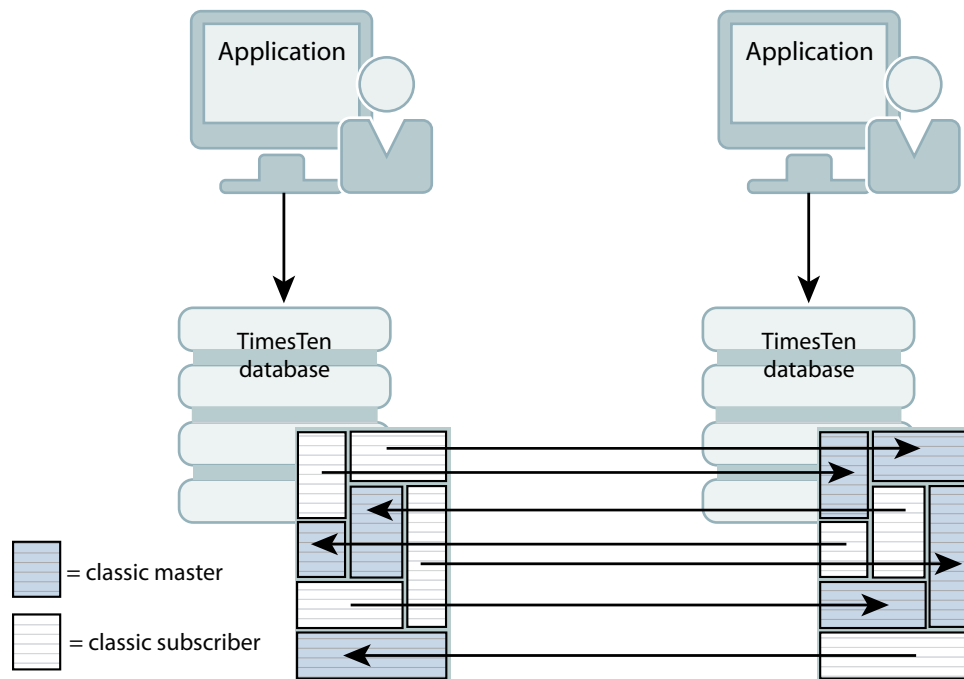 Application
Application
TimesTen
database
TimesTen
database
= classic master
= classic subscriber